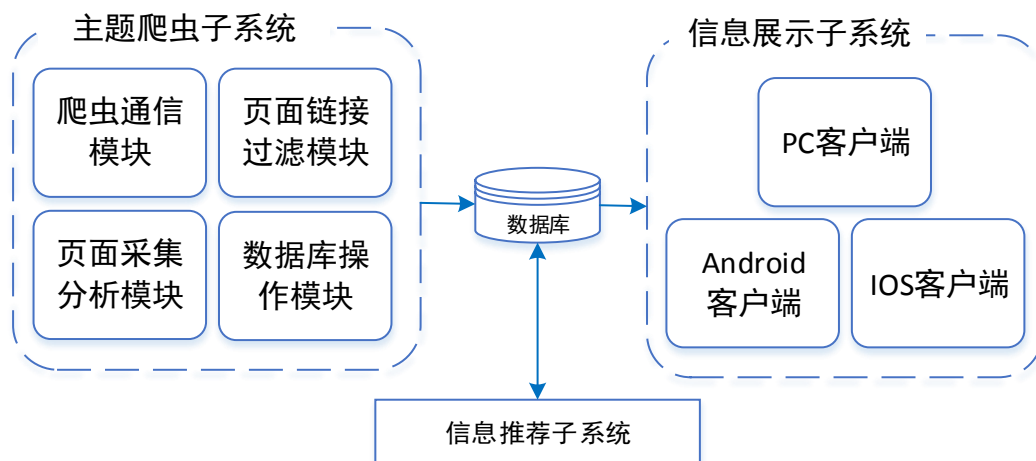 主题爬虫子系统
爬虫通信
模块
页面链接
过滤模块
页面采集
分析模块
数据库操
作模块
数据库
信息展示子系统
PC客户端
Android
客户端
IOS客户端
信息推荐子系统